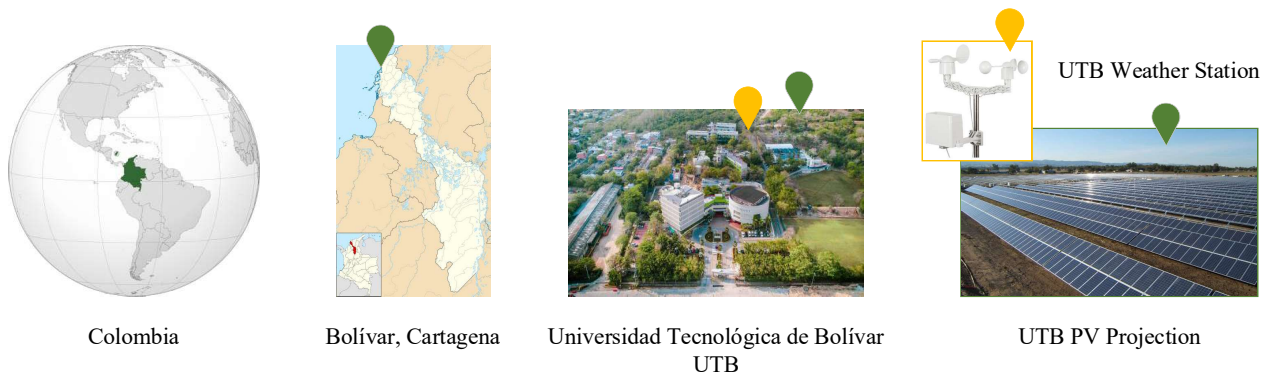 UTB Weather Station
Colombia
Bolívar, Cartagena
Universidad Tecnológica de Bolívar
UTB
UTB PV Projection